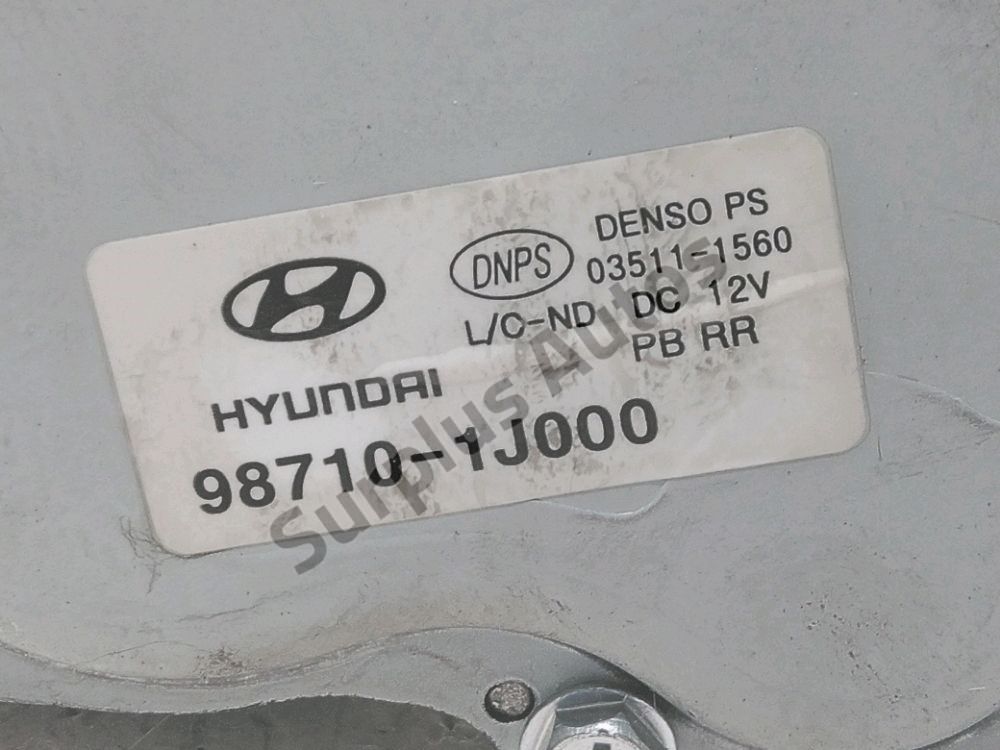 DENSO PS
DNPS
03511-1560
L/C-ND DC 12V
PB RR
HYUNDAI
98710-1J000
Surplus Autos